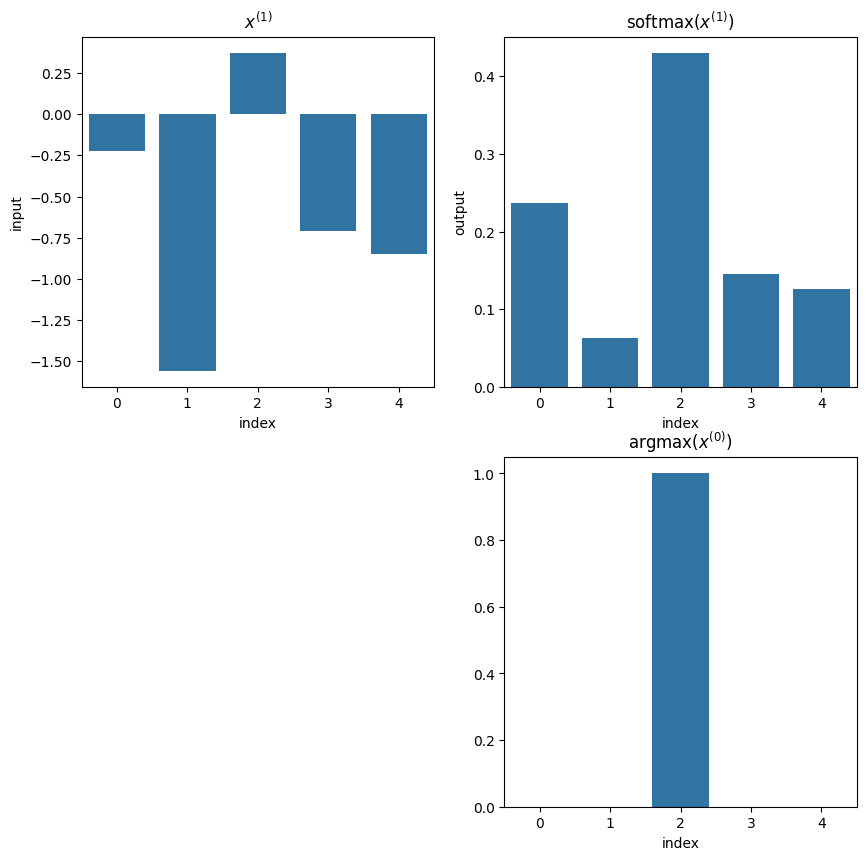 x^(1)
0.25
0.00
−0.25
−0.50
−0.75
−1.00
−1.25
−1.50
input
0 1 2 3 4
index
softmax(x^(1))
0.4
0.3
0.2
0.1
0.0
output
0 1 2 3 4
index
argmax(x^(0))
1.0
0.8
0.6
0.4
0.2
0.0
0 1 2 3 4
index